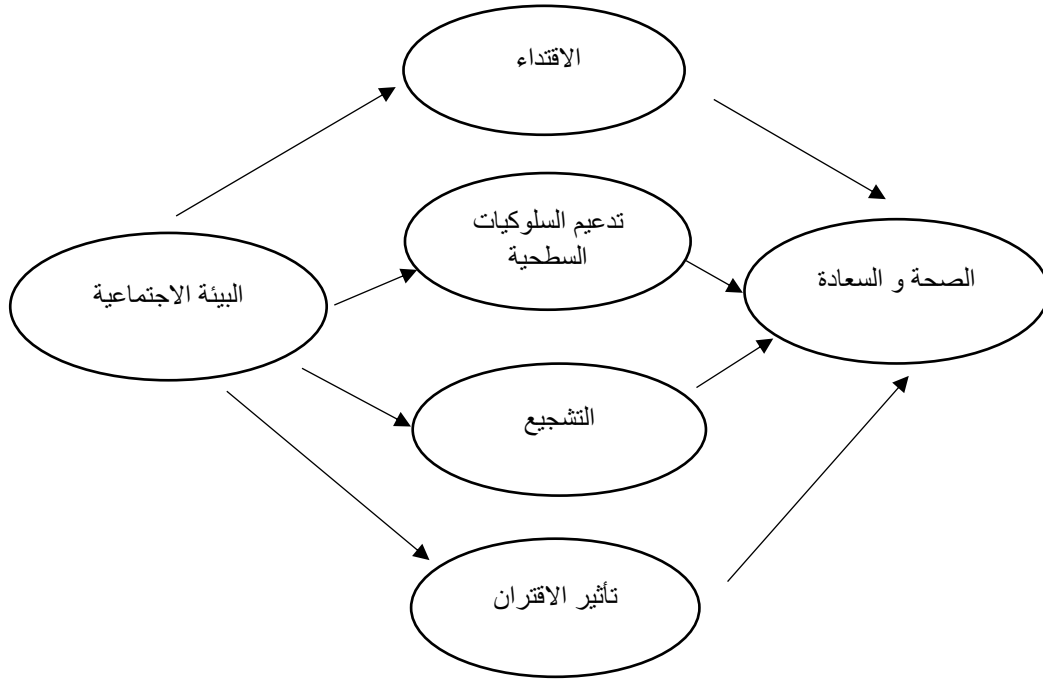 الاقتداء
تدعيم السلوكيات
السطحية
البيئة الاجتماعية
الصحة و السعادة
التشجيع
تأثير الاقتران